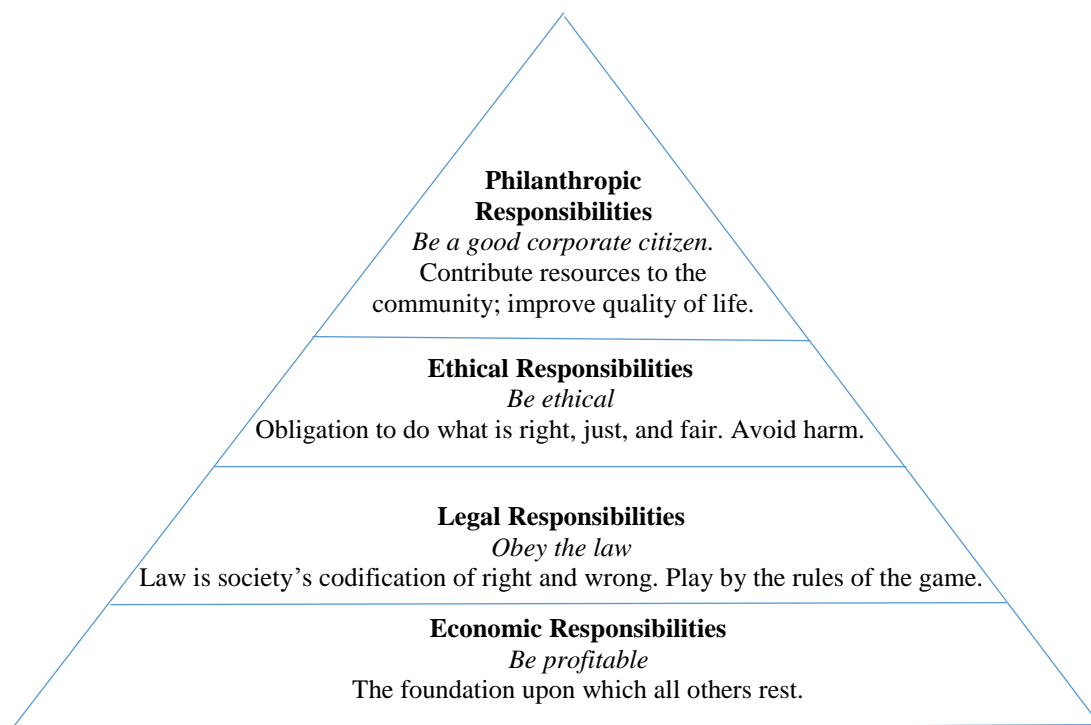 Philanthropic
Responsibilities
Be a good corporate citizen.
Contribute resources to the
community; improve quality of life.
Ethical Responsibilities
Be ethical
Obligation to do what is right, just, and fair. Avoid harm.
Legal Responsibilities
Obey the law
Law is society’s codification of right and wrong. Play by the rules of the game.
Economic Responsibilities
Be profitable
The foundation upon which all others rest.